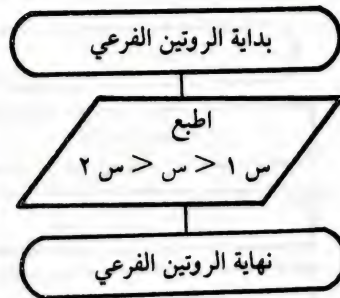 بداية الروتين الفرعي
اطبع
س ١ < س < س ٢
نهاية الروتين الفرعي